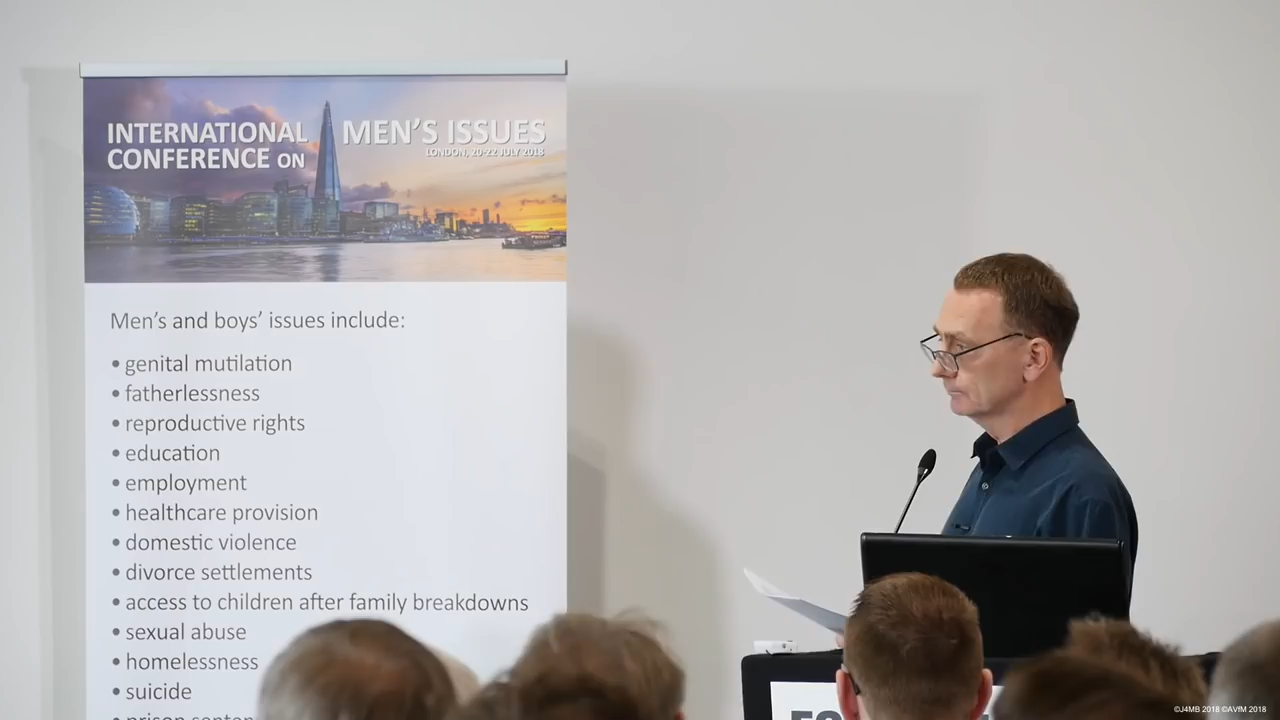 INTERNATIONAL MEN'S ISSUES
CONFERENCE ON LONDON, 20-22 JULY 2018
Men's and boys' issues include:
• genital mutilation
• fatherlessness
• reproductive rights
• education
• employment
• healthcare provision
• domestic violence
• divorce settlements
• access to children after family breakdowns
• sexual abuse
• homelessness
• suicide
• prison
©J4MB 2018 ©AVfM 2018